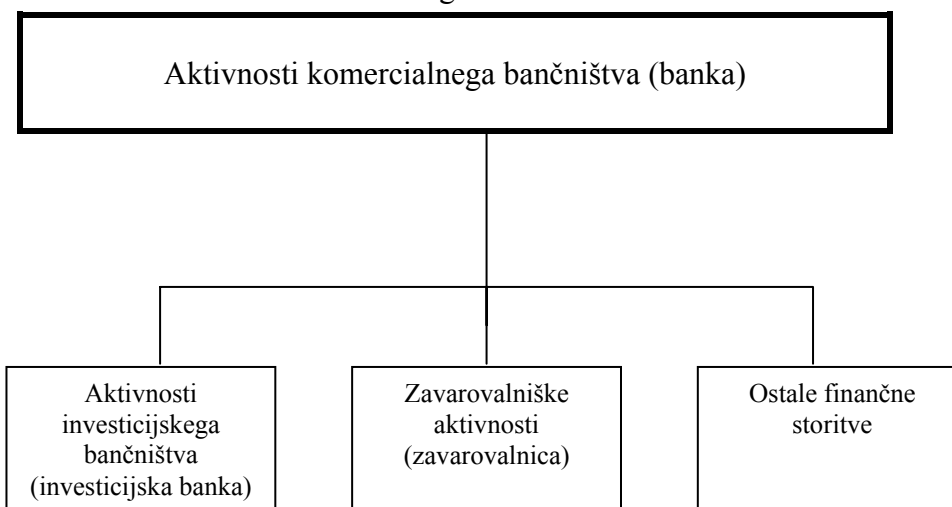 Aktivnosti komercialnega bančništva (banka)
Aktivnosti
investicijskega
bančništva
(investicijska banka)
Zavarovalniške
aktivnosti
(zavarovalnica)
Ostale finančne
storitve